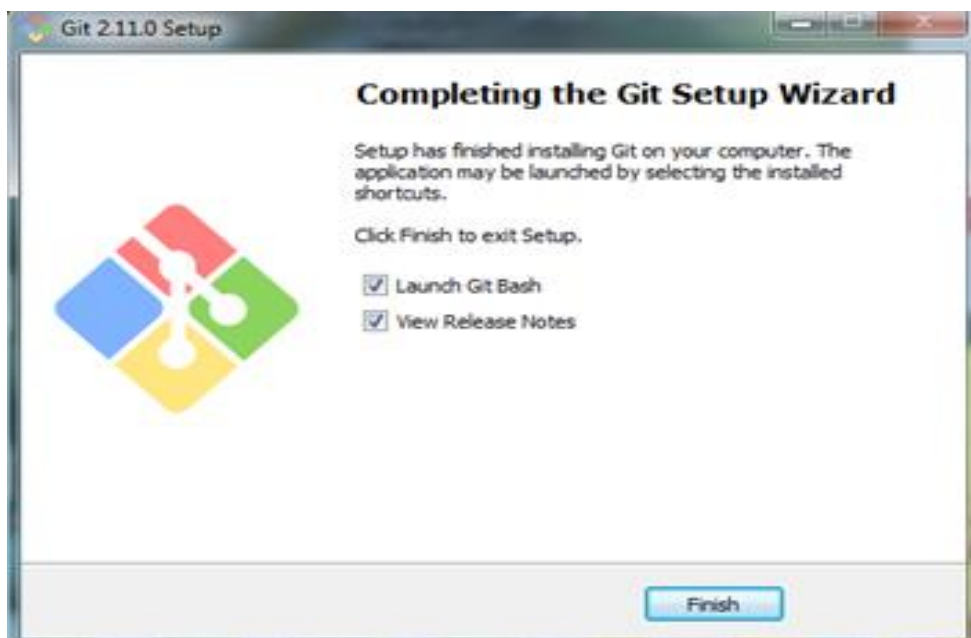 Git 2.11.0 Setup
Completing the Git Setup Wizard
Setup has finished installing Git on your computer. The
application may be launched by selecting the installed
shortcuts.
Click Finish to exit Setup.
Launch Git Bash
View Release Notes
Finish